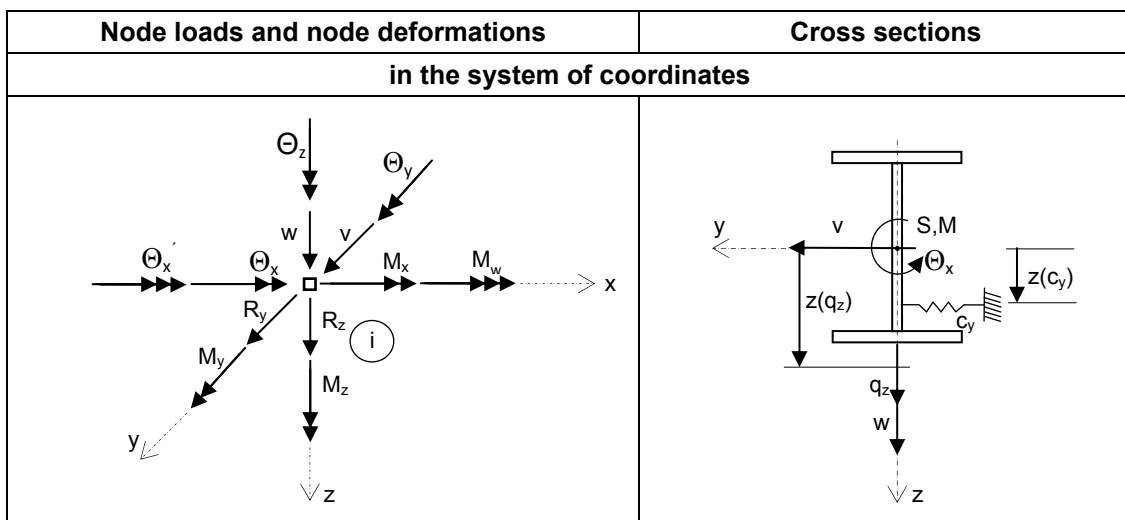 Node loads and node deformations
Cross sections
in the system of coordinates
Θz
Θy
w
v
Θx´
Θx
Mx
Mw
x
Ry
Rz
i
My
Mz
y
z
y
v
S,M
Θx
z(cy)
z(qz)
cy
qz
w
z